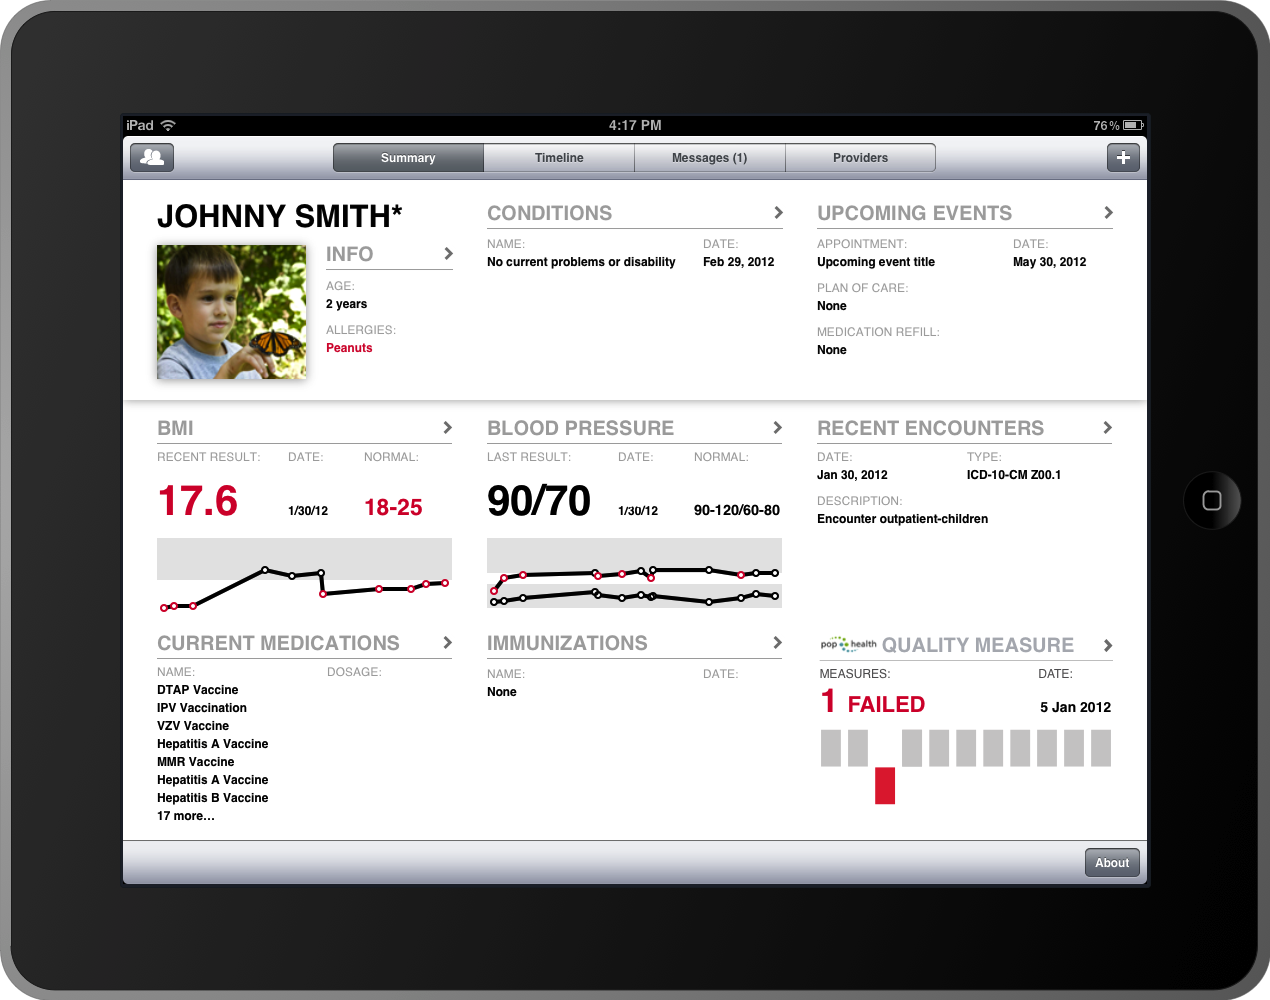 iPad 4:17 PM 76%
Summary Timeline Messages (1) Providers
JOHNNY SMITH*
INFO
AGE:
2 years
ALLERGIES:
Peanuts
CONDITIONS
NAME: DATE:
No current problems or disability Feb 29, 2012
UPCOMING EVENTS
APPOINTMENT: DATE:
Upcoming event title May 30, 2012
PLAN OF CARE:
None
MEDICATION REFILL:
None
BMI
RECENT RESULT: DATE: NORMAL:
17.6 1/30/12 18-25
BLOOD PRESSURE
LAST RESULT: DATE: NORMAL:
90/70 1/30/12 90-120/60-80
RECENT ENCOUNTERS
DATE: TYPE:
Jan 30, 2012 ICD-10-CM Z00.1
DESCRIPTION:
Encounter outpatient-children
CURRENT MEDICATIONS
NAME: DOSAGE:
DTAP Vaccine
IPV Vaccination
VZV Vaccine
Hepatitis A Vaccine
MMR Vaccine
Hepatitis A Vaccine
Hepatitis B Vaccine
17 more...
IMMUNIZATIONS
NAME: DATE:
None
pop health QUALITY MEASURE
MEASURES: DATE:
1 FAILED 5 Jan 2012
About